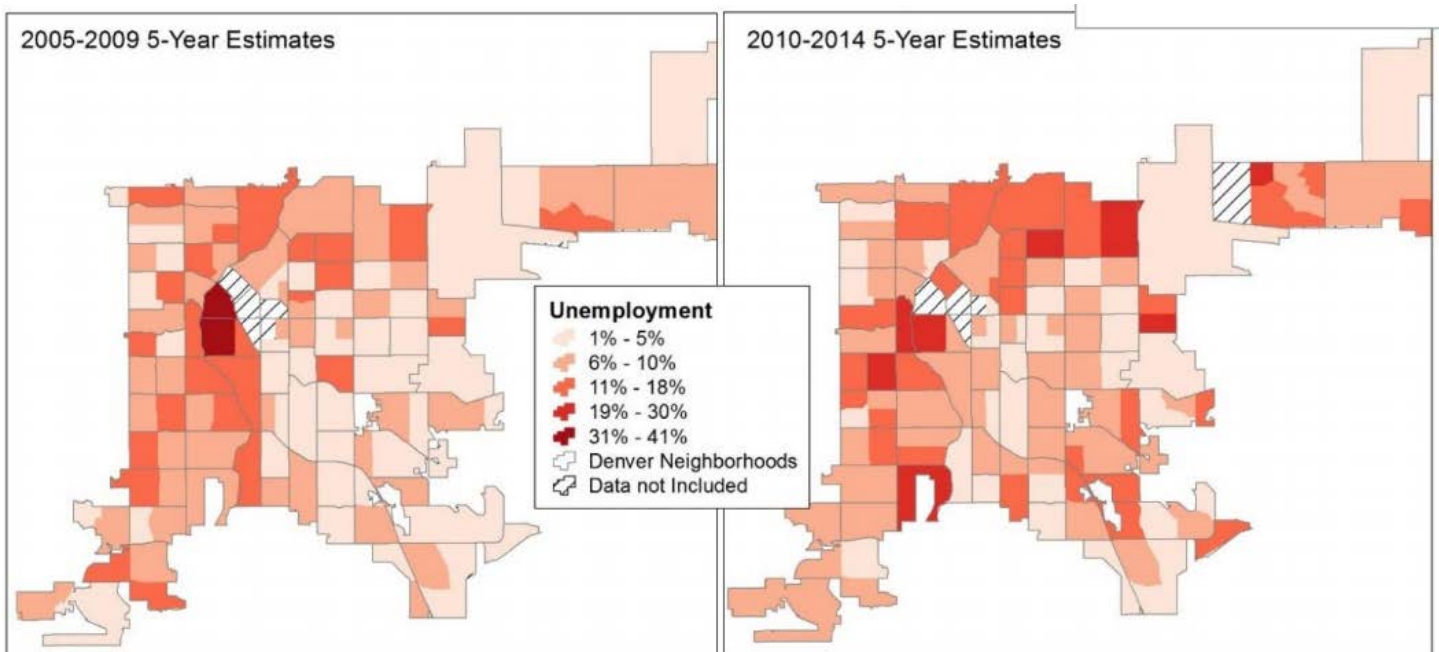 2005-2009 5-Year Estimates
2010-2014 5-Year Estimates
Unemployment
1% - 5%
6% - 10%
11% - 18%
19% - 30%
31% - 41%
Denver Neighborhoods
Data not Included